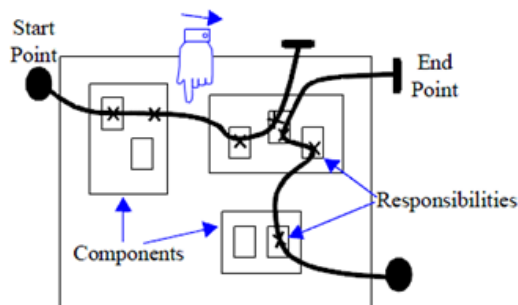 Start
Point
End
Point
Responsibilities
Components